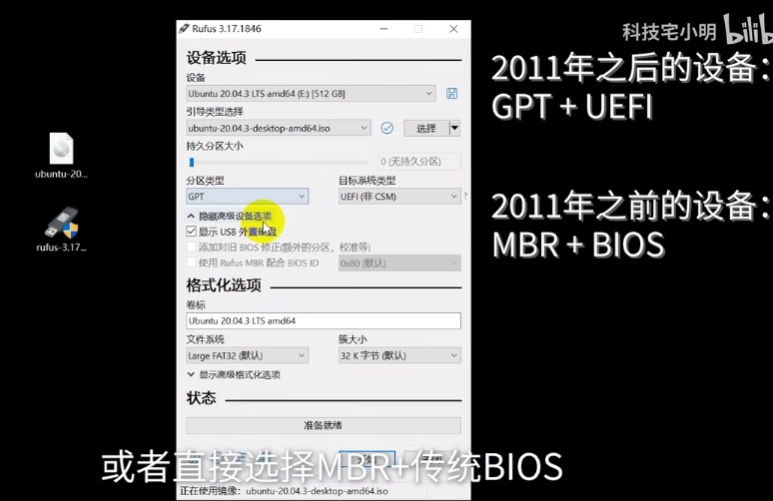 科技宅小明 bilib
Rufus 3.17.1846
设备选项
设备
Ubuntu 20.04.3 LTS amd64 (E:) [512 GB]
引导类型选择
ubuntu-20.04.3-desktop-amd64.iso
选择
持久分区大小
0 (无持久分区)
分区类型
目标系统类型
GPT
UEFI (非 CSM)
?
隐藏高级设备选项
显示 USB 外置硬盘
添加对旧 BIOS 修正(额外的分区，校准等)
使用 Rufus MBR 配合 BIOS ID
0x80 (默认)
格式化选项
卷标
Ubuntu 20.04.3 LTS amd64
文件系统
簇大小
Large FAT32 (默认)
32 K 字节 (默认)
显示高级格式化选项
状态
准备就绪
正在使用镜像：ubuntu-20.04.3-desktop-amd64.iso
ubuntu-20...
rufus-3.17...
2011年之后的设备：
GPT + UEFI
2011年之前的设备：
MBR + BIOS
或者直接选择MBR+传统BIOS